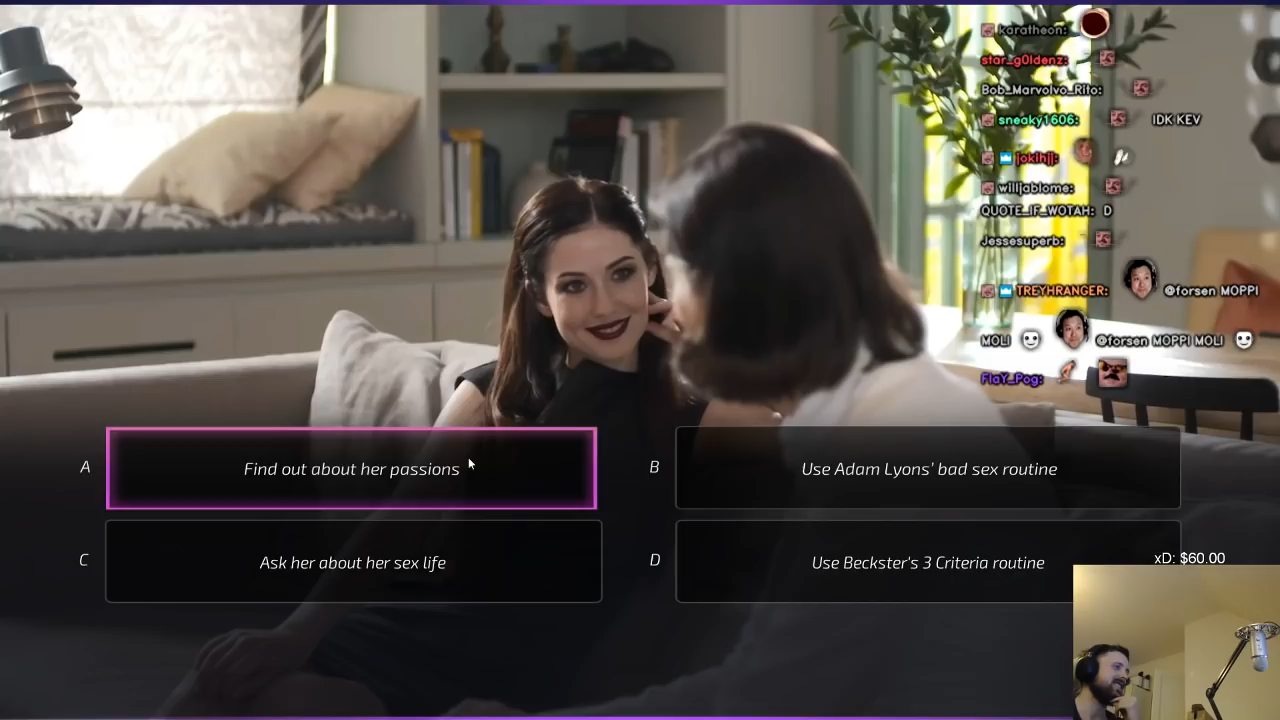 karatheon:
star_g0ldenz:
Bob_Marvolvo_Rito:
sneaky1606: IDK KEV
jokihjj:
willjablome:
QUOTE_IF_WOTAH: D
Jessesuperb:
TREYHRANGER: @forsen MOPPI
MOLI @forsen MOPPI MOLI
FlaY_Pog:
A Find out about her passions
B Use Adam Lyons' bad sex routine
C Ask her about her sex life
D Use Beckster's 3 Criteria routine
xD: $60.00